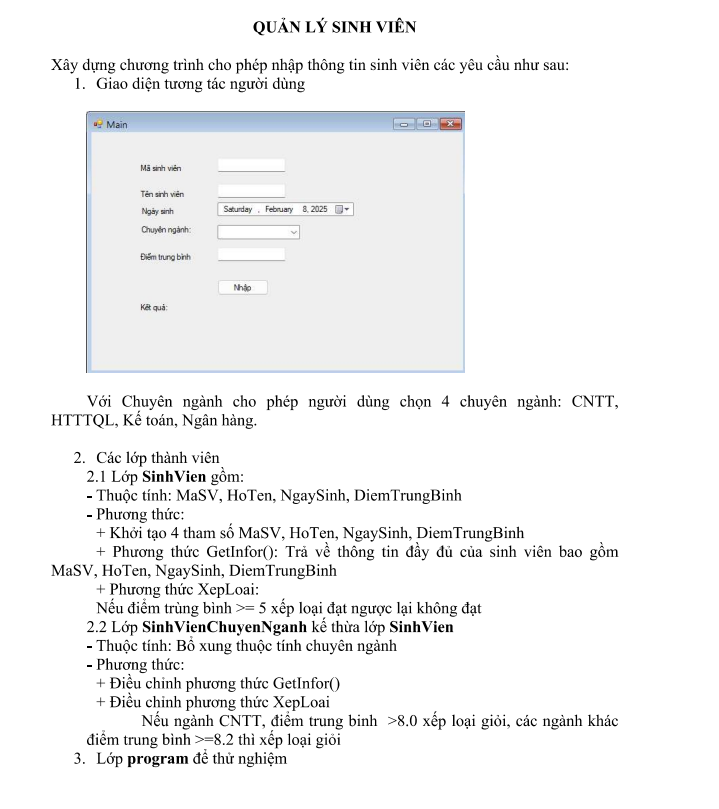 QUẢN LÝ SINH VIÊN
Xây dựng chương trình cho phép nhập thông tin sinh viên các yêu cầu như sau:
1. Giao diện tương tác người dùng
Main
Mã sinh viên
Tên sinh viên
Ngày sinh Saturday , February 8, 2025
Chuyên ngành:
Điểm trung bình
Nhập
Kết quả:
Với Chuyên ngành cho phép người dùng chọn 4 chuyên ngành: CNTT,
HTTTQL, Kế toán, Ngân hàng.
2. Các lớp thành viên
2.1 Lớp SinhVien gồm:
- Thuộc tính: MaSV, HoTen, NgaySinh, DiemTrungBinh
- Phương thức:
+ Khởi tạo 4 tham số MaSV, HoTen, NgaySinh, DiemTrungBinh
+ Phương thức GetInfor(): Trả về thông tin đầy đủ của sinh viên bao gồm
MaSV, HoTen, NgaySinh, DiemTrungBinh
+ Phương thức XepLoai:
Nếu điểm trùng bình >= 5 xếp loại đạt ngược lại không đạt
2.2 Lớp SinhVienChuyenNganh kế thừa lớp SinhVien
- Thuộc tính: Bổ xung thuộc tính chuyên ngành
- Phương thức:
+ Điều chỉnh phương thức GetInfor()
+ Điều chỉnh phương thức XepLoai
Nếu ngành CNTT, điểm trung binh >8.0 xếp loại giỏi, các ngành khác
điểm trung bình >=8.2 thì xếp loại giỏi
3. Lớp program để thử nghiệm